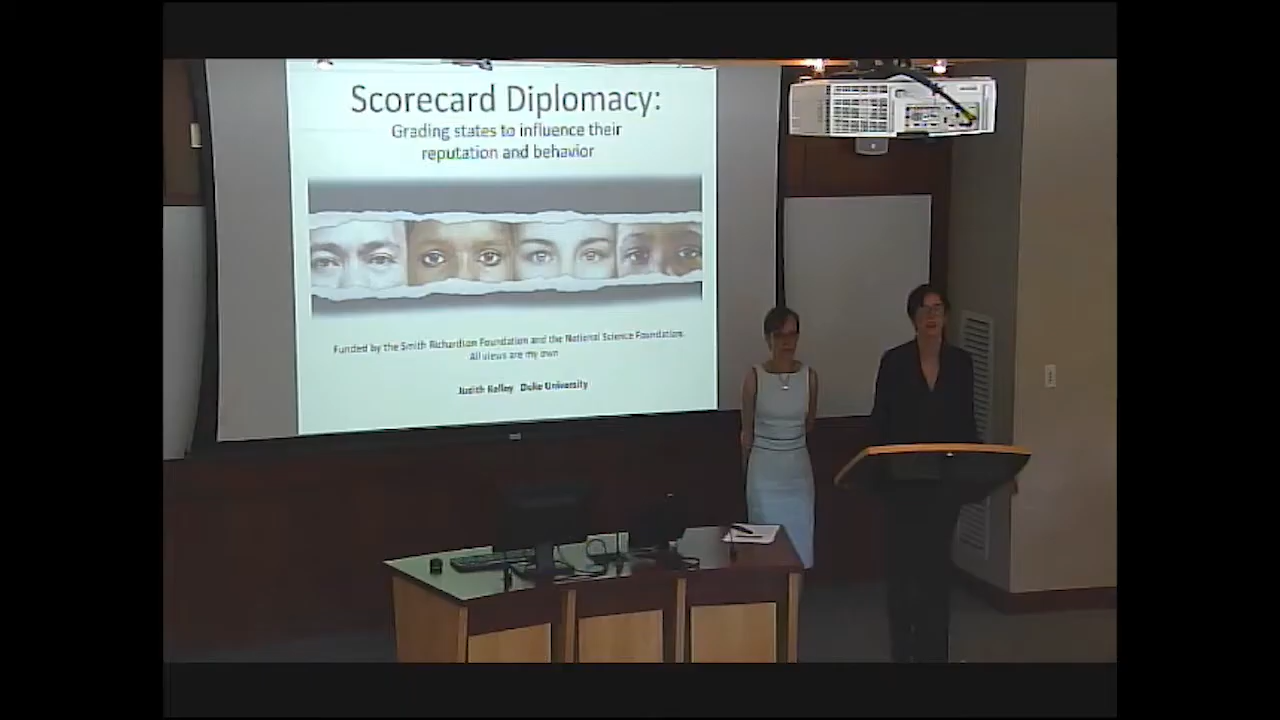 Scorecard Diplomacy:
Grading states to influence their
reputation and behavior
Funded by the Smith Richardson Foundation and the National Science Foundation.
All views are my own
Judith Kelley Duke University